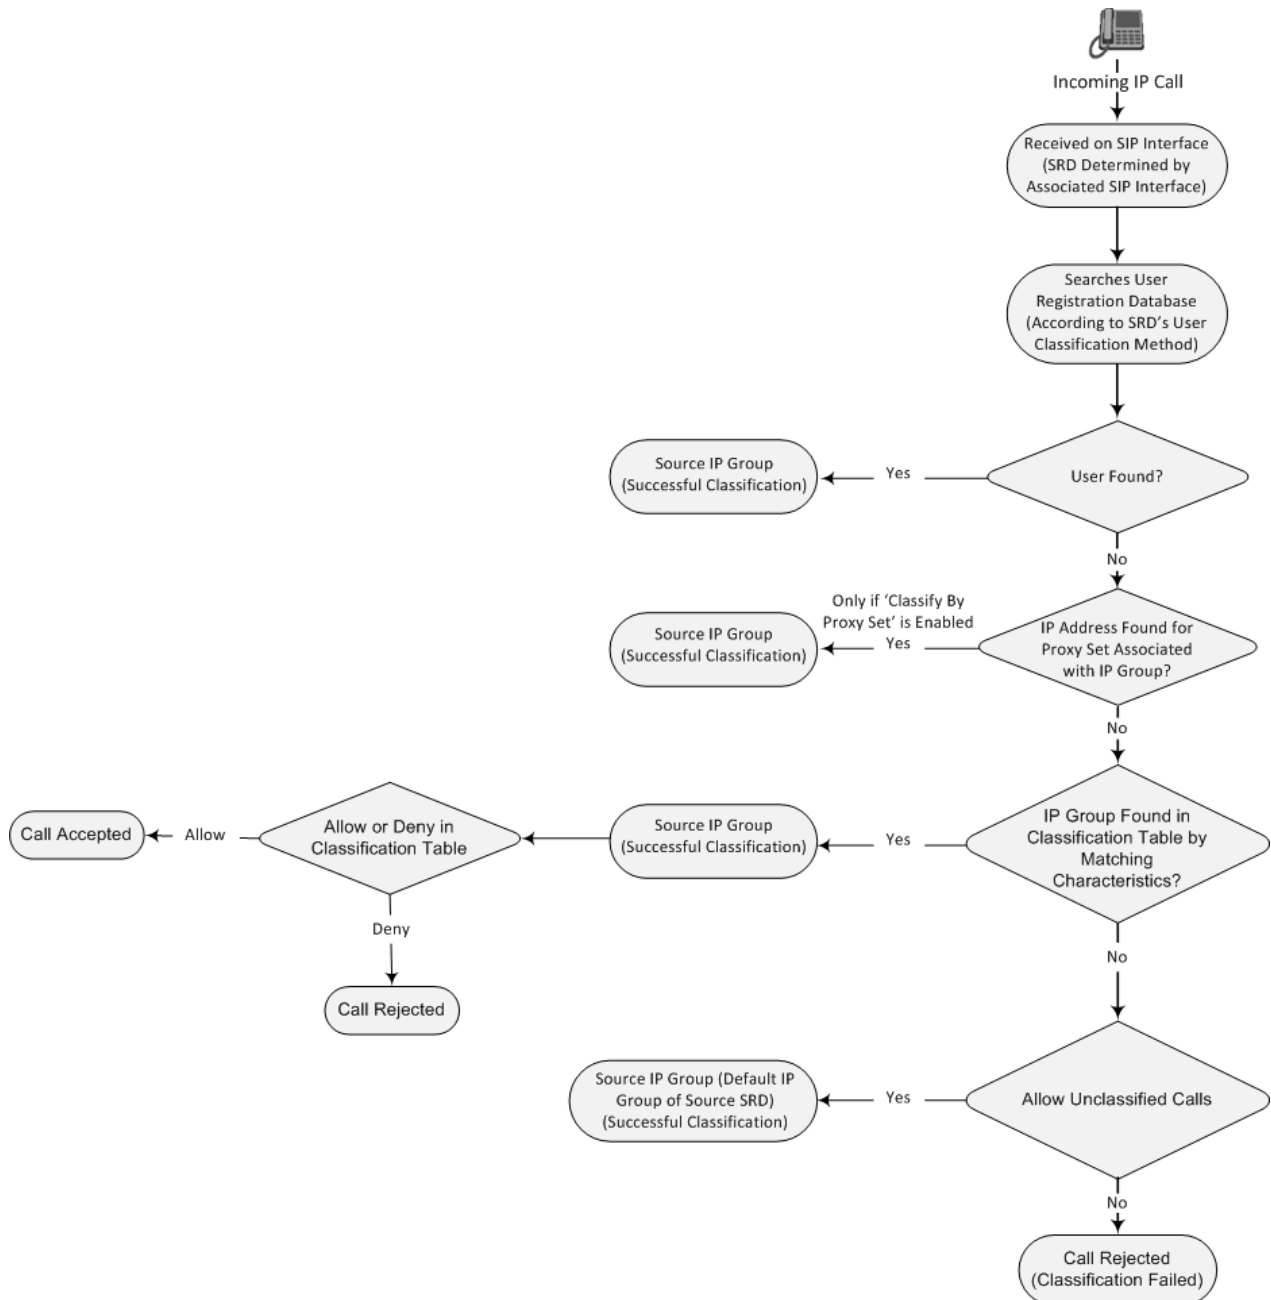 Incoming IP Call
Received on SIP Interface
(SRD Determined by
Associated SIP Interface)
Searches User
Registration Database
(According to SRD's User
Classification Method)
User Found?
Yes
Source IP Group
(Successful Classification)
No
IP Address Found for
Proxy Set Associated
with IP Group?
Only if 'Classify By
Proxy Set' is Enabled
Yes
Source IP Group
(Successful Classification)
No
IP Group Found in
Classification Table by
Matching
Characteristics?
Yes
Source IP Group
(Successful Classification)
Allow or Deny in
Classification Table
Allow
Call Accepted
Deny
Call Rejected
No
Allow Unclassified Calls
Yes
Source IP Group (Default IP
Group of Source SRD)
(Successful Classification)
No
Call Rejected
(Classification Failed)